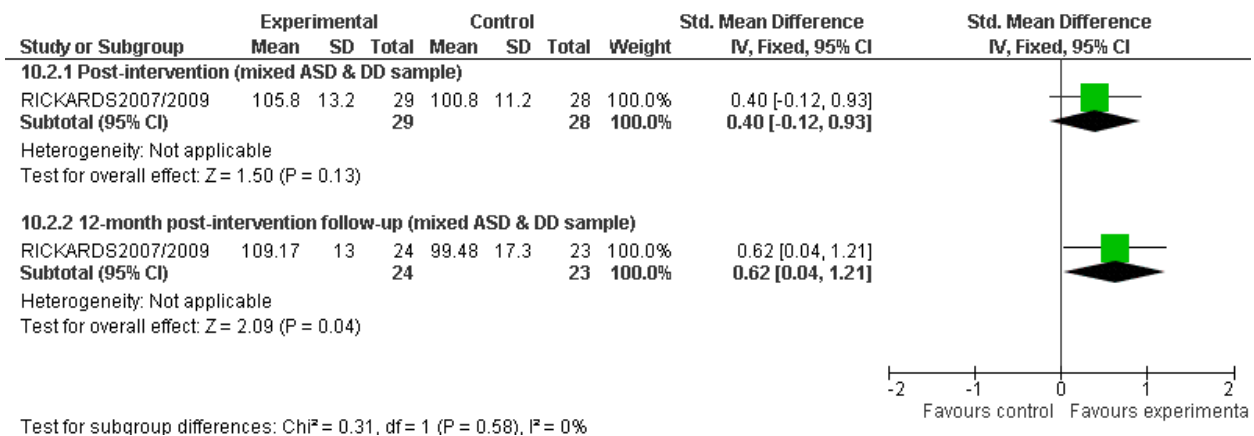 Experimental Control Std. Mean Difference Std. Mean Difference
Study or Subgroup Mean SD Total Mean SD Total Weight IV, Fixed, 95% CI IV, Fixed, 95% CI
10.2.1 Post-intervention (mixed ASD & DD sample)
RICKARDS2007/2009 105.8 13.2 29 100.8 11.2 28 100.0% 0.40 [-0.12, 0.93]
Subtotal (95% CI) 29 28 100.0% 0.40 [-0.12, 0.93]
Heterogeneity: Not applicable
Test for overall effect: Z = 1.50 (P = 0.13)
10.2.2 12-month post-intervention follow-up (mixed ASD & DD sample)
RICKARDS2007/2009 109.17 13 24 99.48 17.3 23 100.0% 0.62 [0.04, 1.21]
Subtotal (95% CI) 24 23 100.0% 0.62 [0.04, 1.21]
Heterogeneity: Not applicable
Test for overall effect: Z = 2.09 (P = 0.04)
-2 -1 0 1 2
Favours control Favours experimenta
Test for subgroup differences: Chi² = 0.31, df = 1 (P = 0.58), I² = 0%